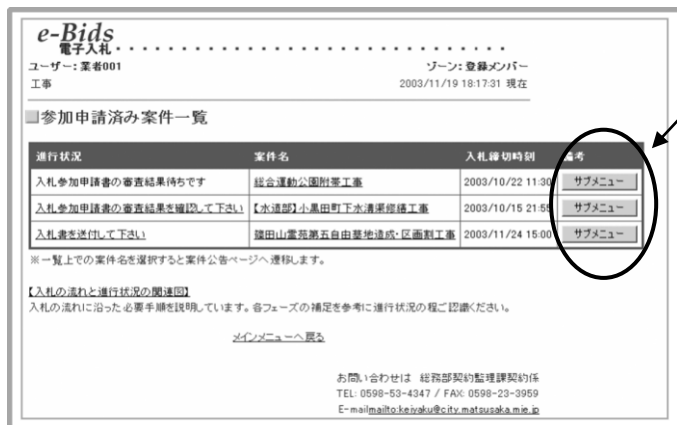 e-Bids
電子入札
ユーザー:業者001 ゾーン:登録メンバー
工事 2003/11/19 18:17:31 現在
参加申請済み案件一覧
進行状況 案件名 入札締切時刻 備考
入札参加申請書の審査結果待ちです 総合運動公園附帯工事 2003/10/22 11:30 サブメニュー
入札参加申請書の審査結果を確認して下さい 【水道部】小黒田町下水溝渠修繕工事 2003/10/15 21:55 サブメニュー
入札書を送付して下さい 篠田山霊苑第五自由墓地造成・区画割工事 2003/11/24 15:00 サブメニュー
※一覧上での案件名を選択すると案件公告ページへ遷移します。
【入札の流れと進行状況の関連図】
入札の流れに沿った必要手順を説明しています。各フェーズの補足を参考に進行状況の程ご認識ください。
メインメニューへ戻る
お問い合わせは 総務部契約監理課契約係
TEL: 0598-53-4347 / FAX: 0598-23-3959
E-mailmailto:keiyaku@city.matsusaka.mie.jp